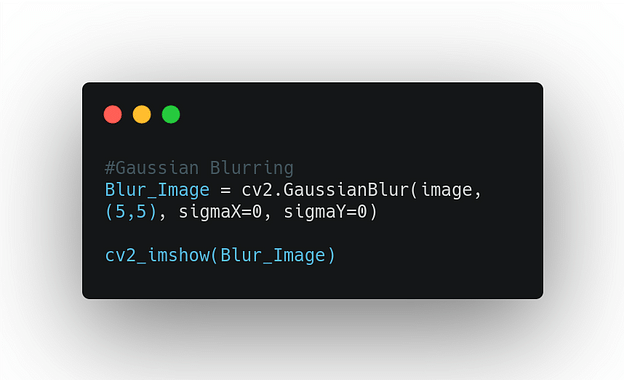 #Gaussian Blurring
Blur_Image = cv2.GaussianBlur(image,
(5,5), sigmaX=0, sigmaY=0)
cv2_imshow(Blur_Image)